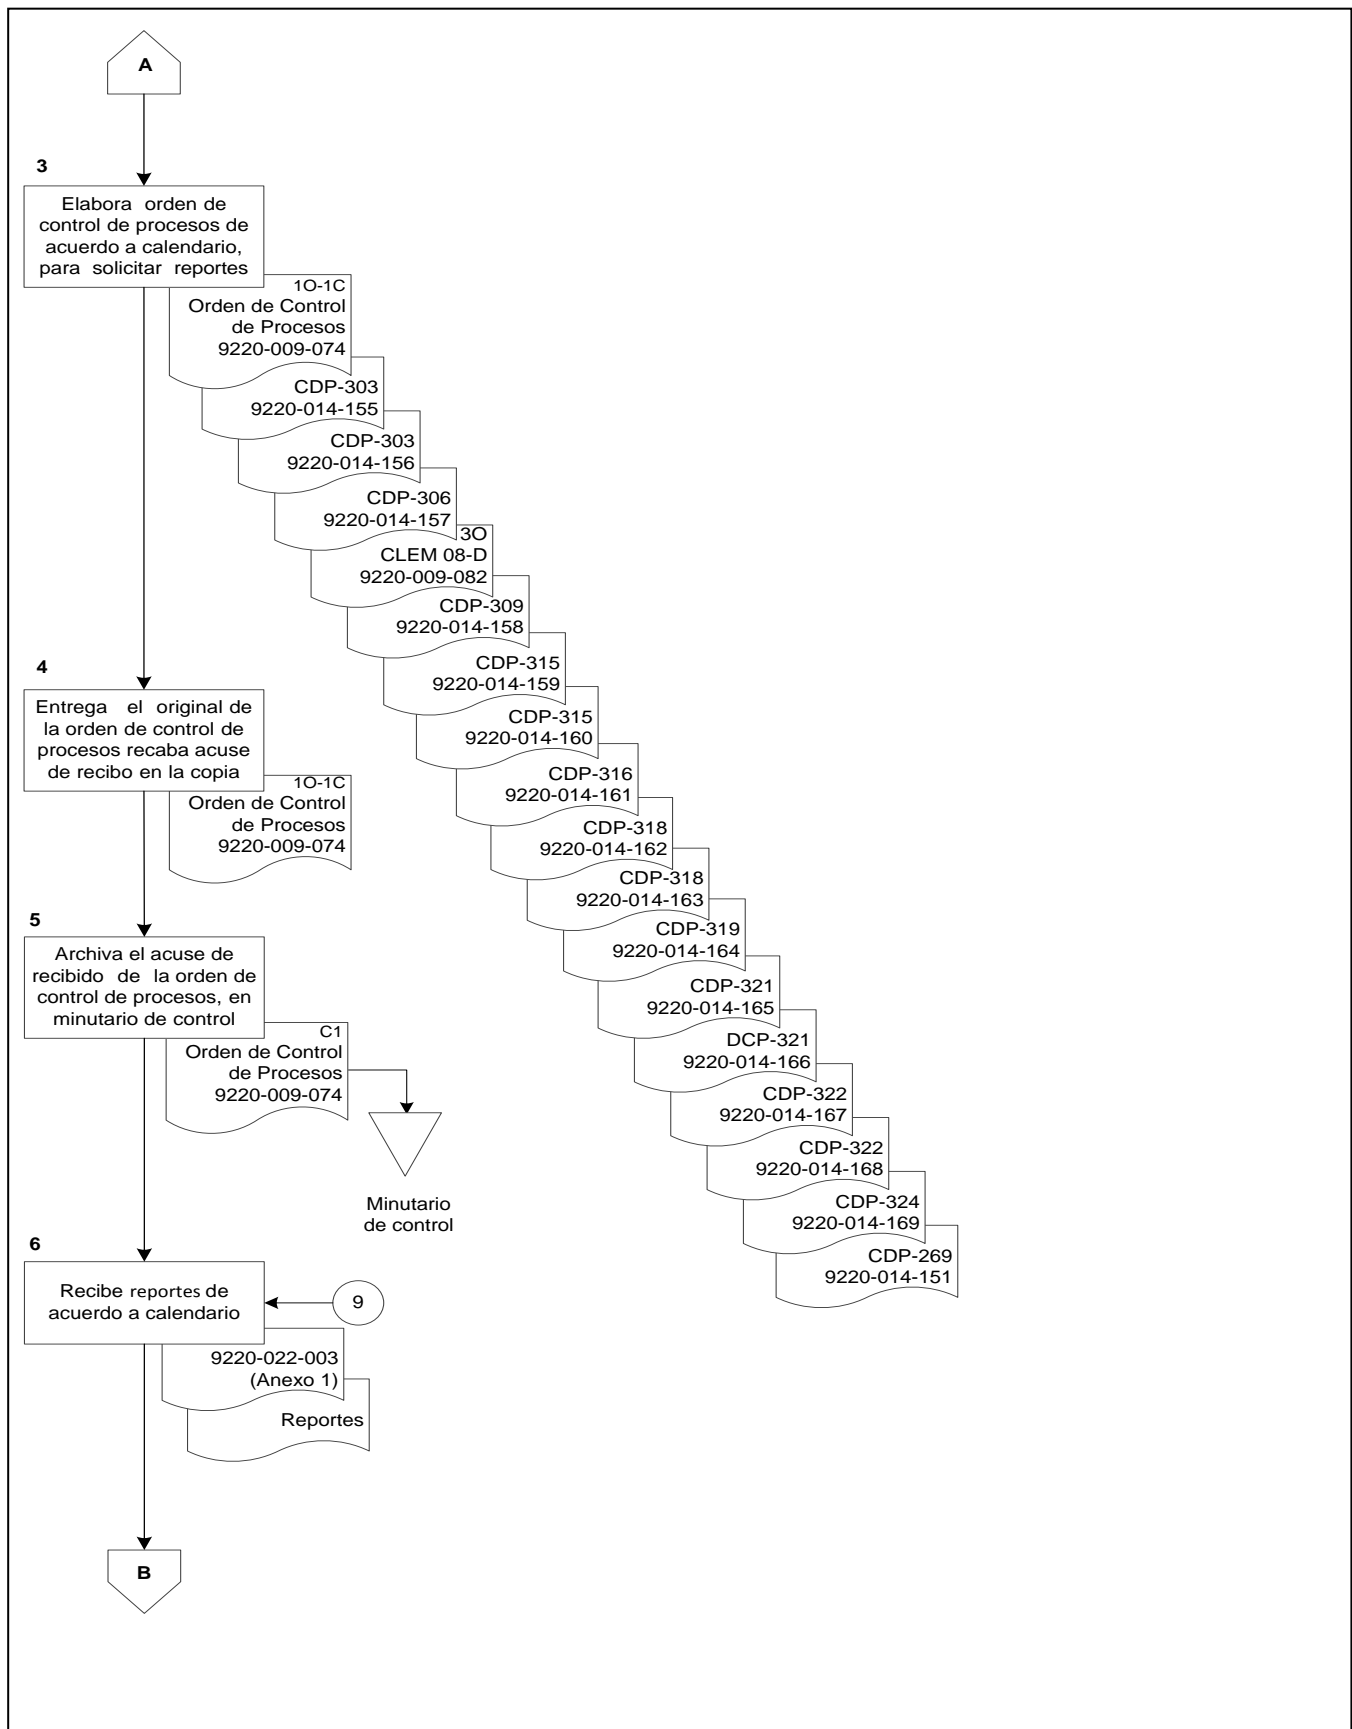 A
3
Elabora orden de
control de procesos de
acuerdo a calendario,
para solicitar reportes
1O-1C
Orden de Control
de Procesos
9220-009-074
CDP-303
9220-014-155
CDP-303
9220-014-156
CDP-306
9220-014-157
3O
CLEM 08-D
9220-009-082
CDP-309
9220-014-158
CDP-315
9220-014-159
CDP-315
9220-014-160
CDP-316
9220-014-161
CDP-318
9220-014-162
CDP-318
9220-014-163
CDP-319
9220-014-164
CDP-321
9220-014-165
DCP-321
9220-014-166
CDP-322
9220-014-167
CDP-322
9220-014-168
CDP-324
9220-014-169
CDP-269
9220-014-151
4
Entrega el original de
la orden de control de
procesos recaba acuse
de recibo en la copia
1O-1C
Orden de Control
de Procesos
9220-009-074
5
Archiva el acuse de
recibido de la orden de
control de procesos, en
minutario de control
C1
Orden de Control
de Procesos
9220-009-074
Minutario
de control
6
Recibe reportes de
acuerdo a calendario
9
9220-022-003
(Anexo 1)
Reportes
B